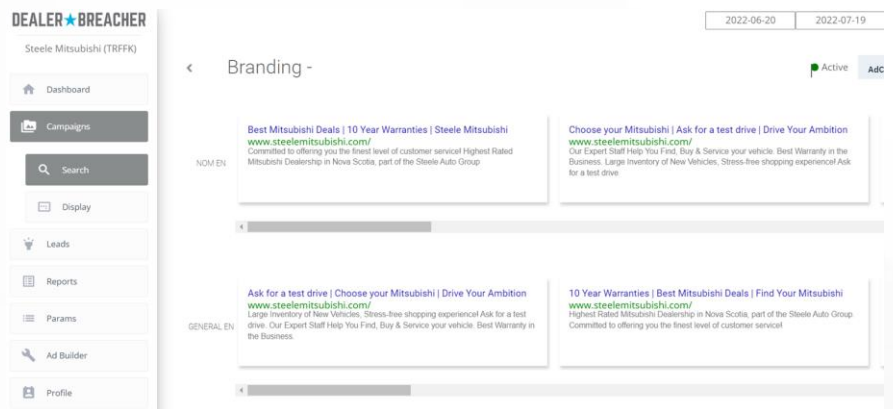 DEALER★BREACHER
Steele Mitsubishi (TRFFK)
Dashboard
Campaigns
Search
Display
Leads
Reports
Params
Ad Builder
Profile
2022-06-20
2022-07-19
Branding -
Active
AdC
NOM EN
Best Mitsubishi Deals | 10 Year Warranties | Steele Mitsubishi
www.steelemitsubishi.com/
Committed to offering you the finest level of customer service! Highest Rated
Mitsubishi Dealership in Nova Scotia, part of the Steele Auto Group
Choose your Mitsubishi | Ask for a test drive | Drive Your Ambition
www.steelemitsubishi.com/
Our Expert Staff Help You Find, Buy & Service your vehicle. Best Warranty in the
Business. Large Inventory of New Vehicles, Stress-free shopping experience! Ask
for a test drive
GENERAL EN
Ask for a test drive | Choose your Mitsubishi | Drive Your Ambition
www.steelemitsubishi.com/
Large Inventory of New Vehicles, Stress-free shopping experience! Ask for a test
drive. Our Expert Staff Help You Find, Buy & Service your vehicle. Best Warranty in
the Business.
10 Year Warranties | Best Mitsubishi Deals | Find Your Mitsubishi
www.steelemitsubishi.com/
Highest Rated Mitsubishi Dealership in Nova Scotia, part of the Steele Auto Group
Committed to offering you the finest level of customer service!